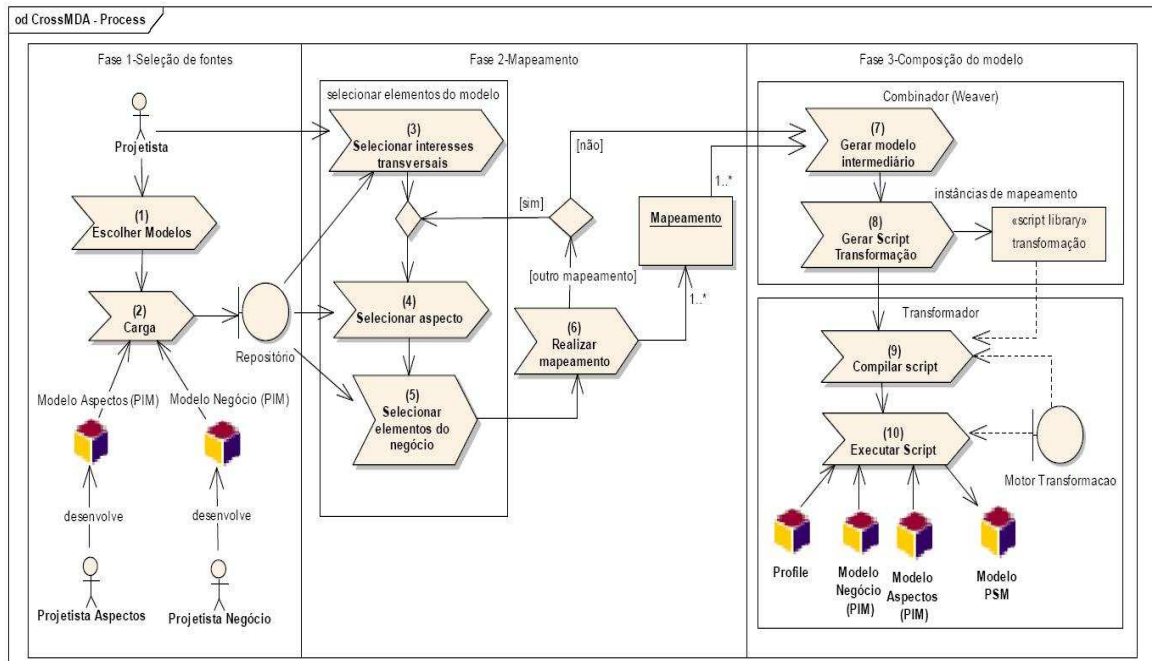 od CrossMDA - Process
Fase 1-Seleção de fontes
Projetista
(1)
Escolher Modelos
(2)
Carga
Repositório
Modelo Aspectos (PIM)
Modelo Negócio (PIM)
desenvolve
desenvolve
Projetista Aspectos
Projetista Negócio
Fase 2-Mapeamento
selecionar elementos do modelo
(3)
Selecionar interesses
transversais
[não]
[sim]
1..*
Mapeamento
[outro mapeamento]
1..*
(4)
Selecionar aspecto
(6)
Realizar
mapeamento
(5)
Selecionar
elementos do
negócio
Fase 3-Composição do modelo
Combinador (Weaver)
(7)
Gerar modelo
intermediário
instâncias de mapeamento
(8)
Gerar Script
Transformação
«script library»
transformação
Transformador
(9)
Compilar script
(10)
Executar Script
Motor Transformacao
Profile
Modelo
Negócio
(PIM)
Modelo
Aspectos
(PIM)
Modelo
PSM